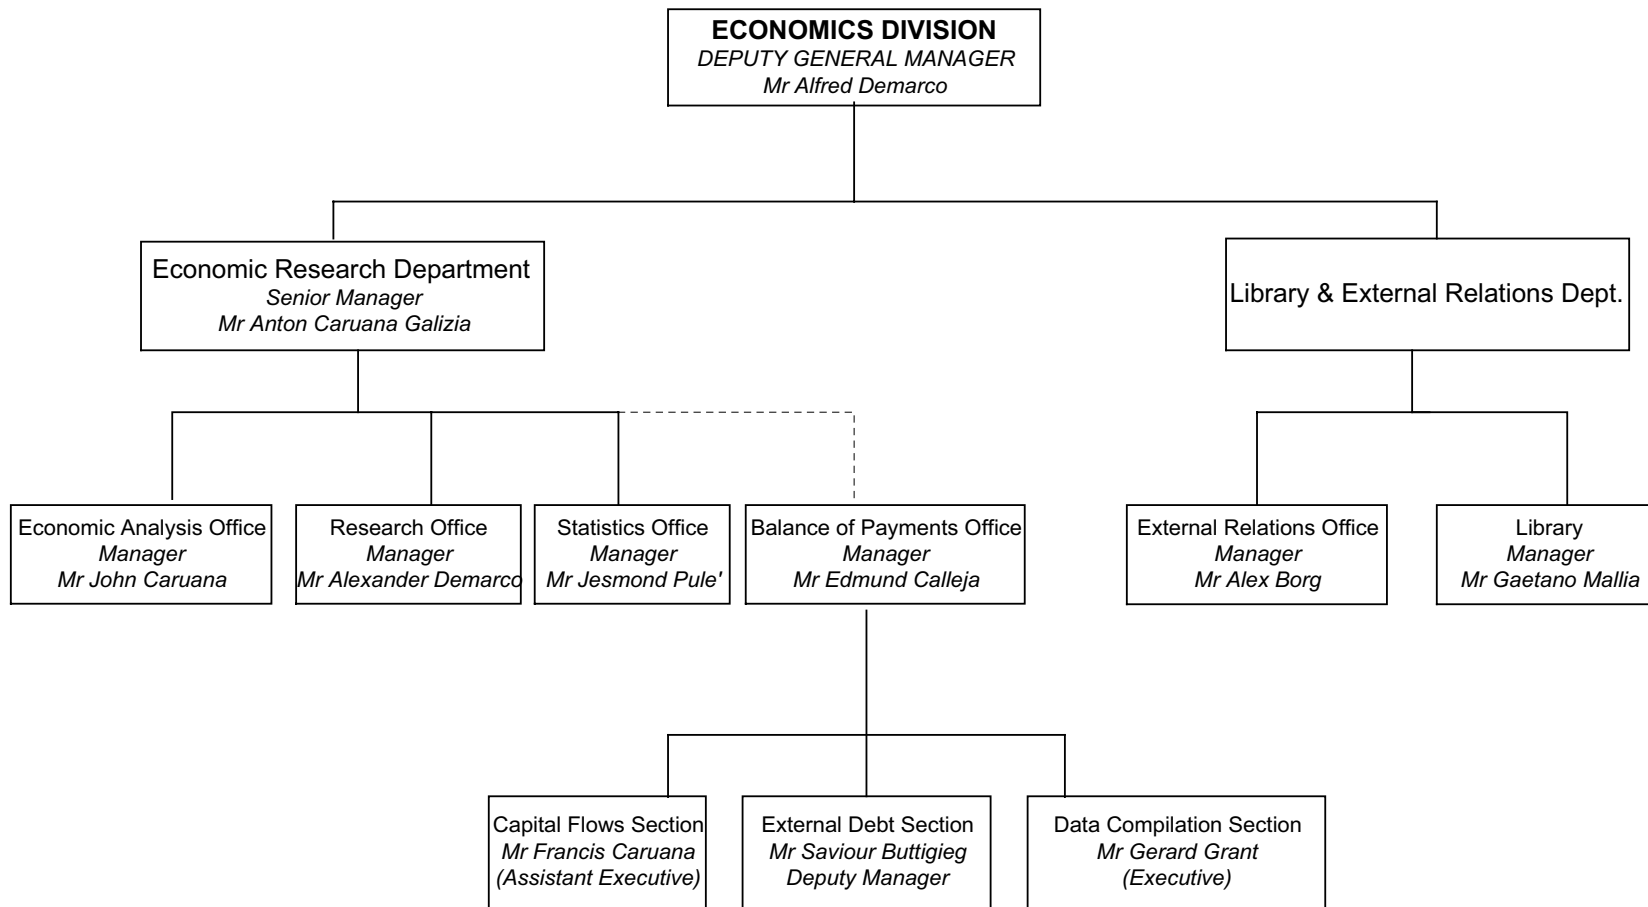 ECONOMICS DIVISION
DEPUTY GENERAL MANAGER
Mr Alfred Demarco
Economic Research Department
Senior Manager
Mr Anton Caruana Galizia
Library & External Relations Dept.
Economic Analysis Office
Manager
Mr John Caruana
Research Office
Manager
Mr Alexander Demarco
Statistics Office
Manager
Mr Jesmond Pule'
Balance of Payments Office
Manager
Mr Edmund Calleja
External Relations Office
Manager
Mr Alex Borg
Library
Manager
Mr Gaetano Mallia
Capital Flows Section
Mr Francis Caruana
(Assistant Executive)
External Debt Section
Mr Saviour Buttigieg
Deputy Manager
Data Compilation Section
Mr Gerard Grant
(Executive)